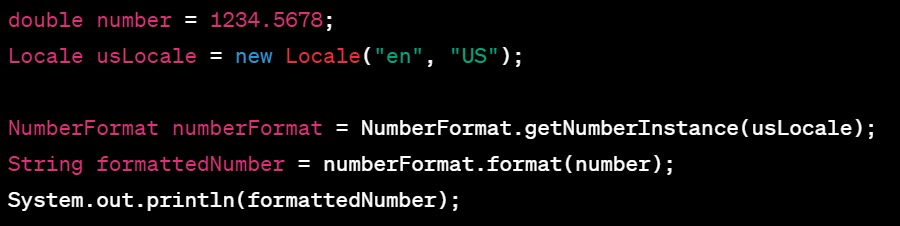 double number = 1234.5678;
Locale usLocale = new Locale("en", "US");
NumberFormat numberFormat = NumberFormat.getNumberInstance(usLocale);
String formattedNumber = numberFormat.format(number);
System.out.println(formattedNumber);